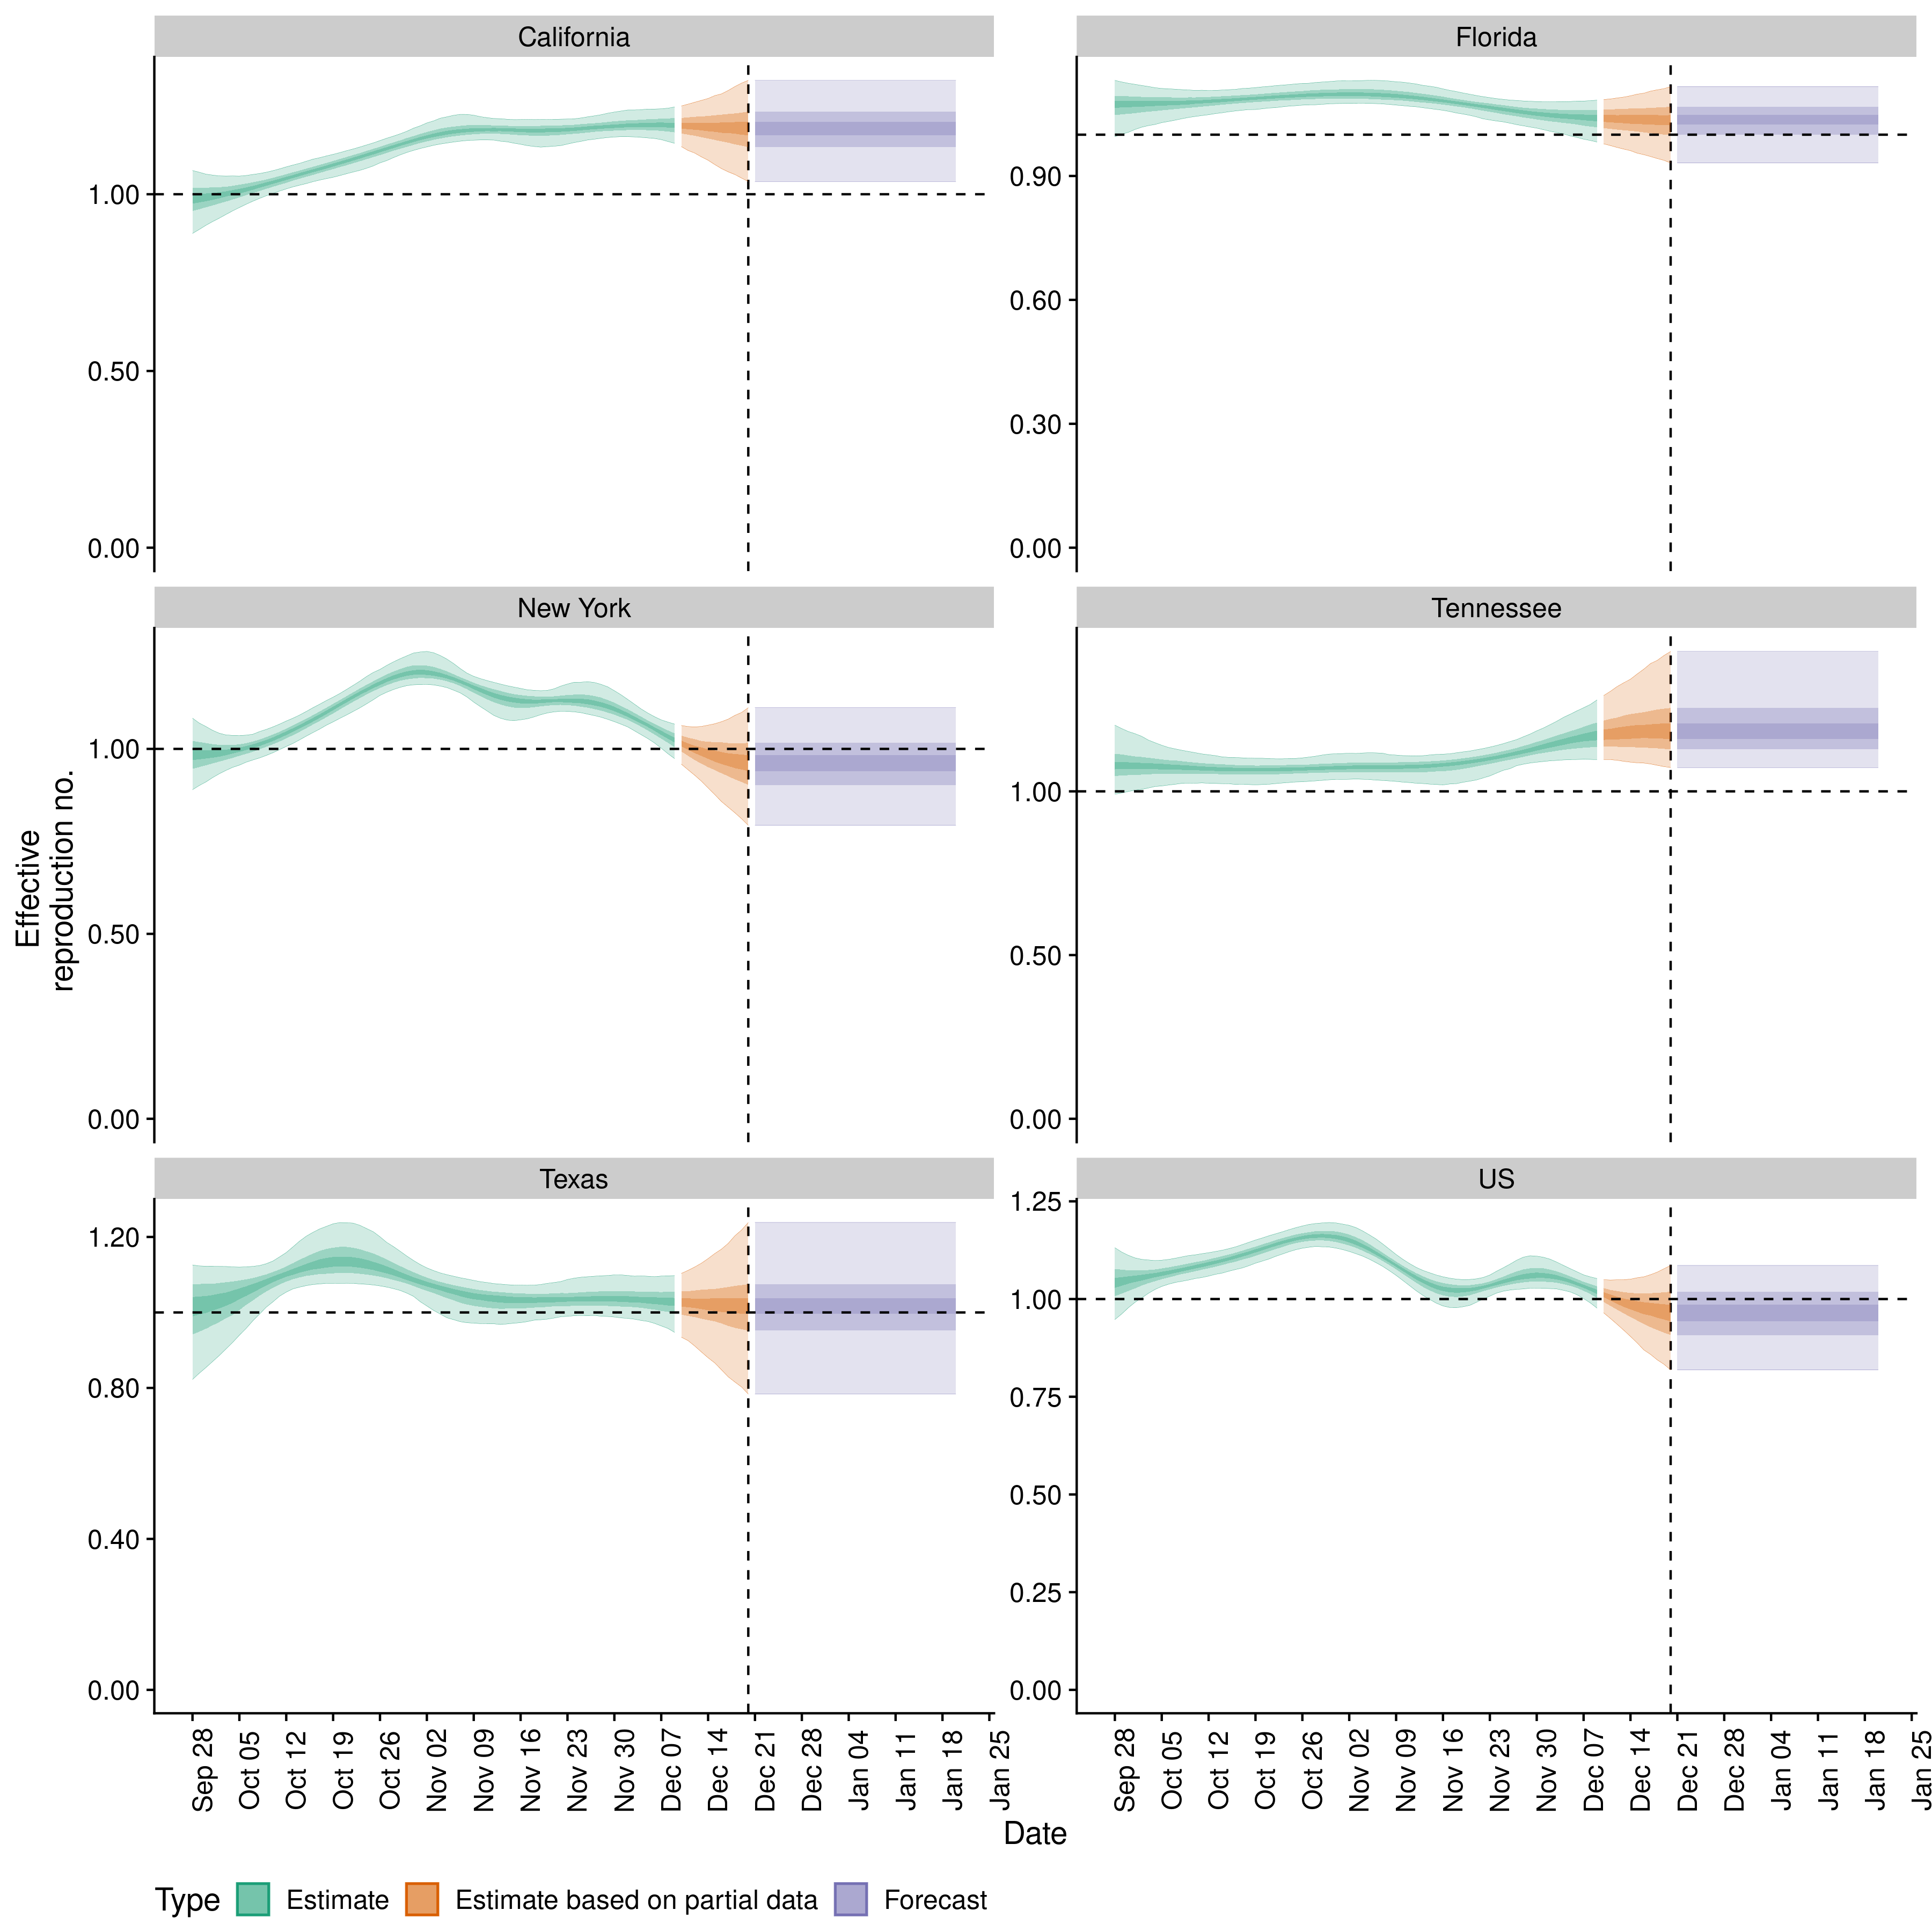 California
Florida
1.00
0.50
0.00
0.90
0.60
0.30
0.00
New York
Tennessee
1.00
0.50
0.00
1.00
0.50
0.00
Texas
US
1.20
0.80
0.40
0.00
1.25
1.00
0.75
0.50
0.25
0.00
Effective
reproduction no.
Sep 28
Oct 05
Oct 12
Oct 19
Oct 26
Nov 02
Nov 09
Nov 16
Nov 23
Nov 30
Dec 07
Dec 14
Dec 21
Dec 28
Jan 04
Jan 11
Jan 18
Jan 25
Sep 28
Oct 05
Oct 12
Oct 19
Oct 26
Nov 02
Nov 09
Nov 16
Nov 23
Nov 30
Dec 07
Dec 14
Dec 21
Dec 28
Jan 04
Jan 11
Jan 18
Jan 25
Date
Type Estimate Estimate based on partial data Forecast